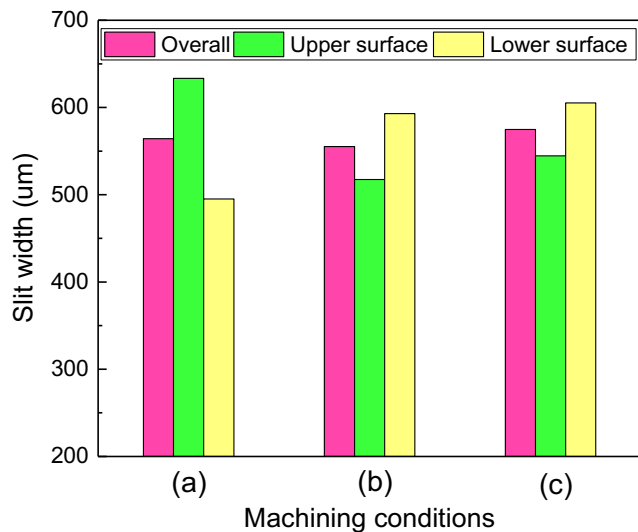 700
Overall Upper surface Lower surface
600
500
400
300
200
Slit width (um)
(a) (b) (c)
Machining conditions